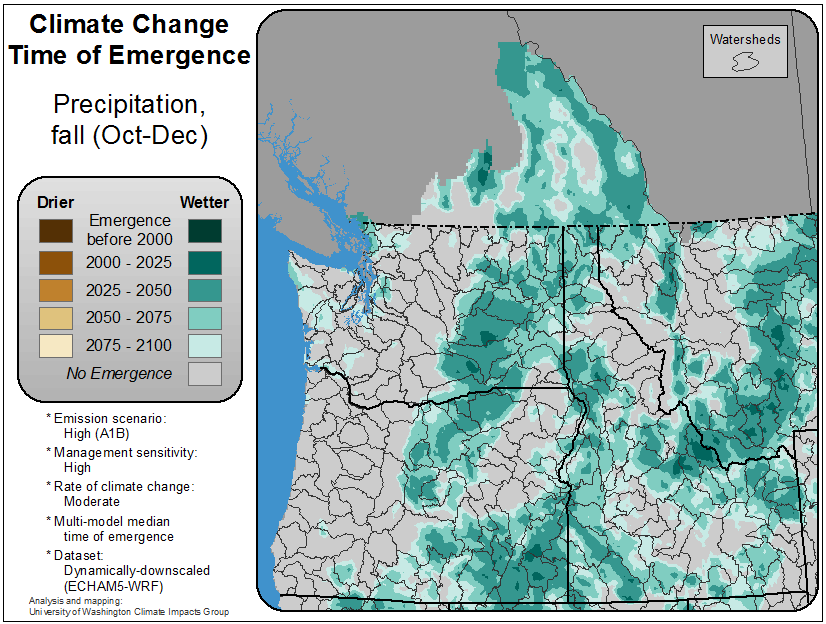 Climate Change
Time of Emergence
Precipitation,
fall (Oct-Dec)
Drier
Wetter
Emergence
before 2000
2000 - 2025
2025 - 2050
2050 - 2075
2075 - 2100
No Emergence
* Emission scenario:
High (A1B)
* Management sensitivity:
High
* Rate of climate change:
Moderate
* Multi-model median
time of emergence
* Dataset:
Dynamically-downscaled
(ECHAM5-WRF)
Analysis and mapping:
University of Washington Climate Impacts Group
Watersheds